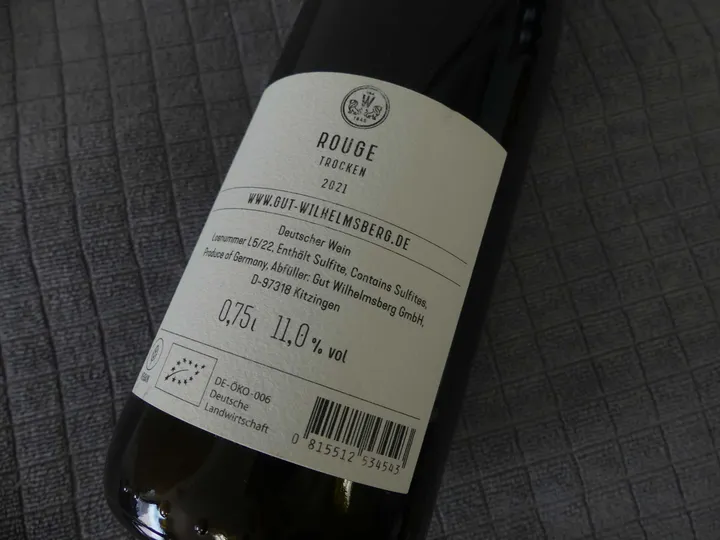 W
ROUGE
TROCKEN
2021
WWW.GUT-WILHELMSBERG.DE
Deutscher Wein
Losnummer L6/22, Enthält Sulfite, Contains Sulfites,
Produce of Germany, Abfüller: Gut Wilhelmsberg GmbH,
D-97318 Kitzingen
0,75l 11,0 % vol
DE-ÖKO-006
Deutsche
Landwirtschaft
0 815512 534543